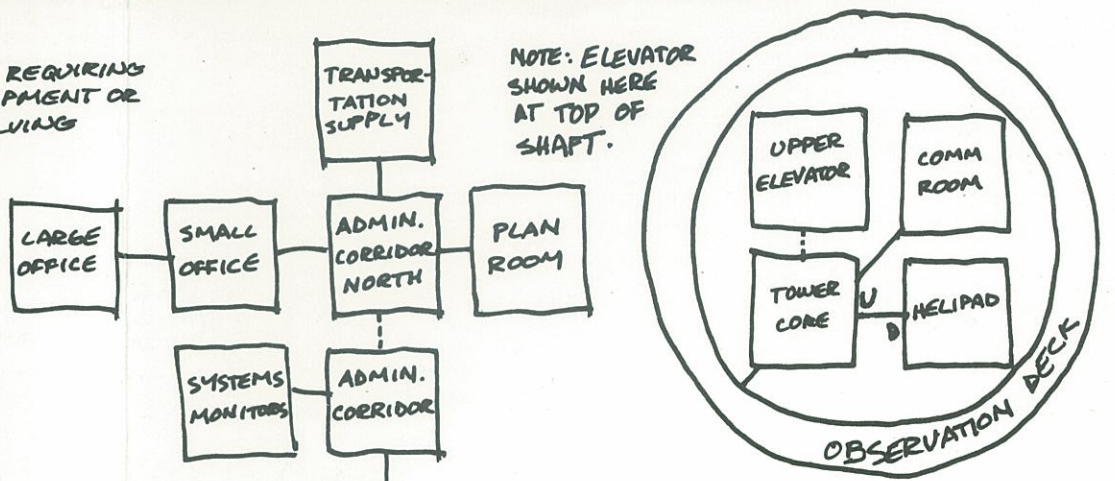 REQUIRING
PMENT OR
VING
TRANSPOR-
TATION
SUPPLY
NOTE: ELEVATOR
SHOWN HERE
AT TOP OF
SHAFT.
LARGE
OFFICE
SMALL
OFFICE
ADMIN.
CORRIDOR
NORTH
PLAN
ROOM
SYSTEMS
MONITORS
ADMIN.
CORRIDOR
UPPER
ELEVATOR
COMM
ROOM
TOWER
CORE
U
D
HELIPAD
OBSERVATION DECK